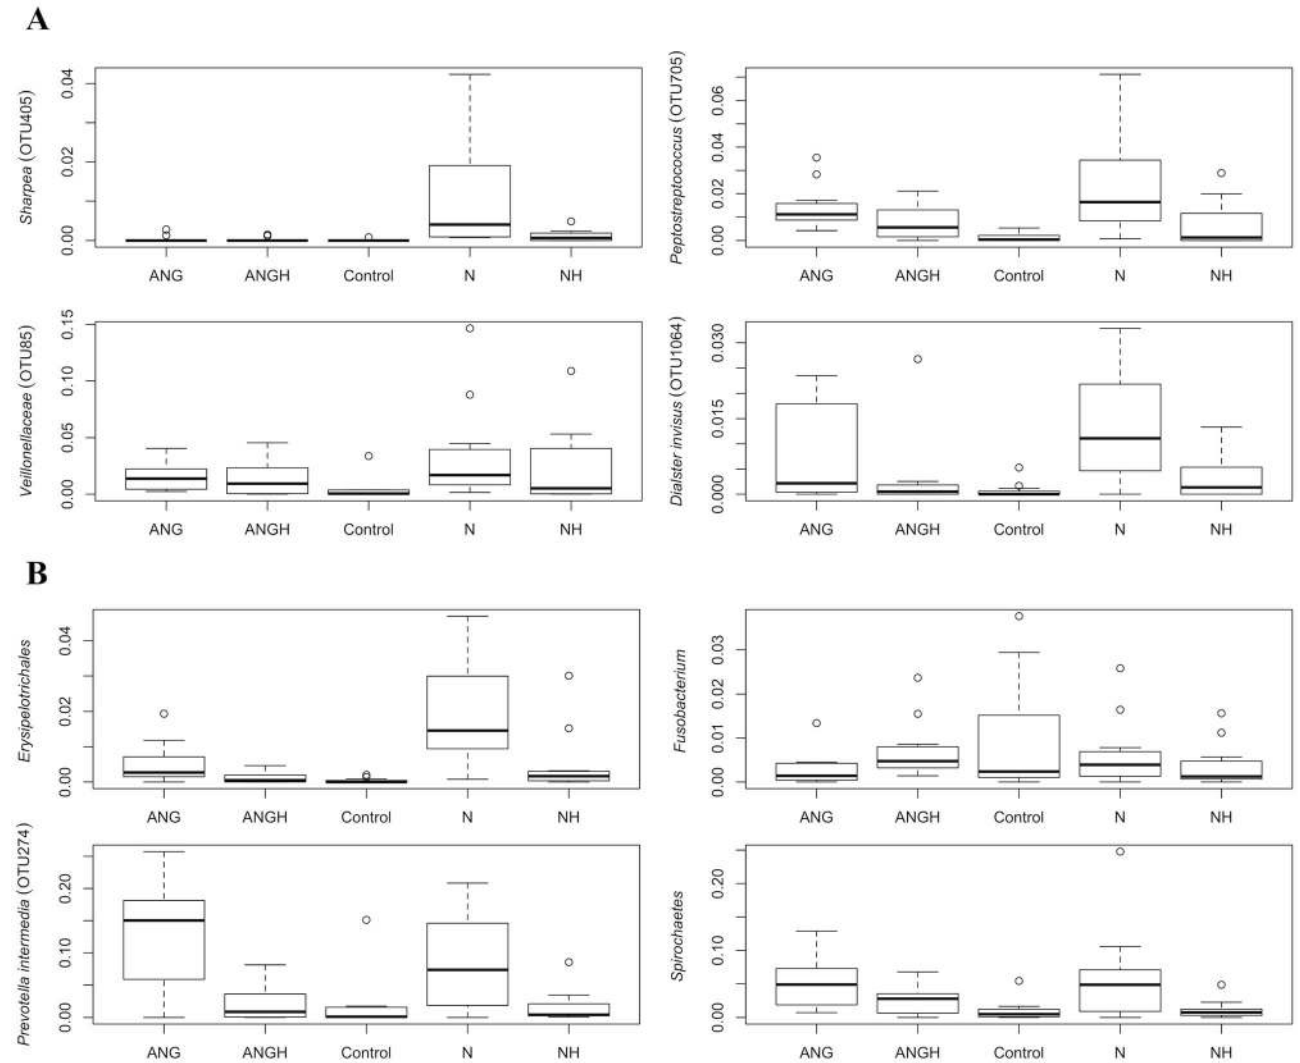 A
Sharpea (OTU405)
0.00 0.02 0.04
ANG ANGH Control N NH
Peptostreptococcus (OTU705)
0.00 0.02 0.04 0.06
ANG ANGH Control N NH
Veillonellaceae (OTU85)
0.00 0.05 0.10 0.15
ANG ANGH Control N NH
Dialster invisus (OTU1064)
0.000 0.015 0.030
ANG ANGH Control N NH
B
Erysipelotrichales
0.00 0.02 0.04
ANG ANGH Control N NH
Fusobacterium
0.00 0.01 0.02 0.03
ANG ANGH Control N NH
Prevotella intermedia (OTU274)
0.00 0.10 0.20
ANG ANGH Control N NH
Spirochaetes
0.00 0.10 0.20
ANG ANGH Control N NH